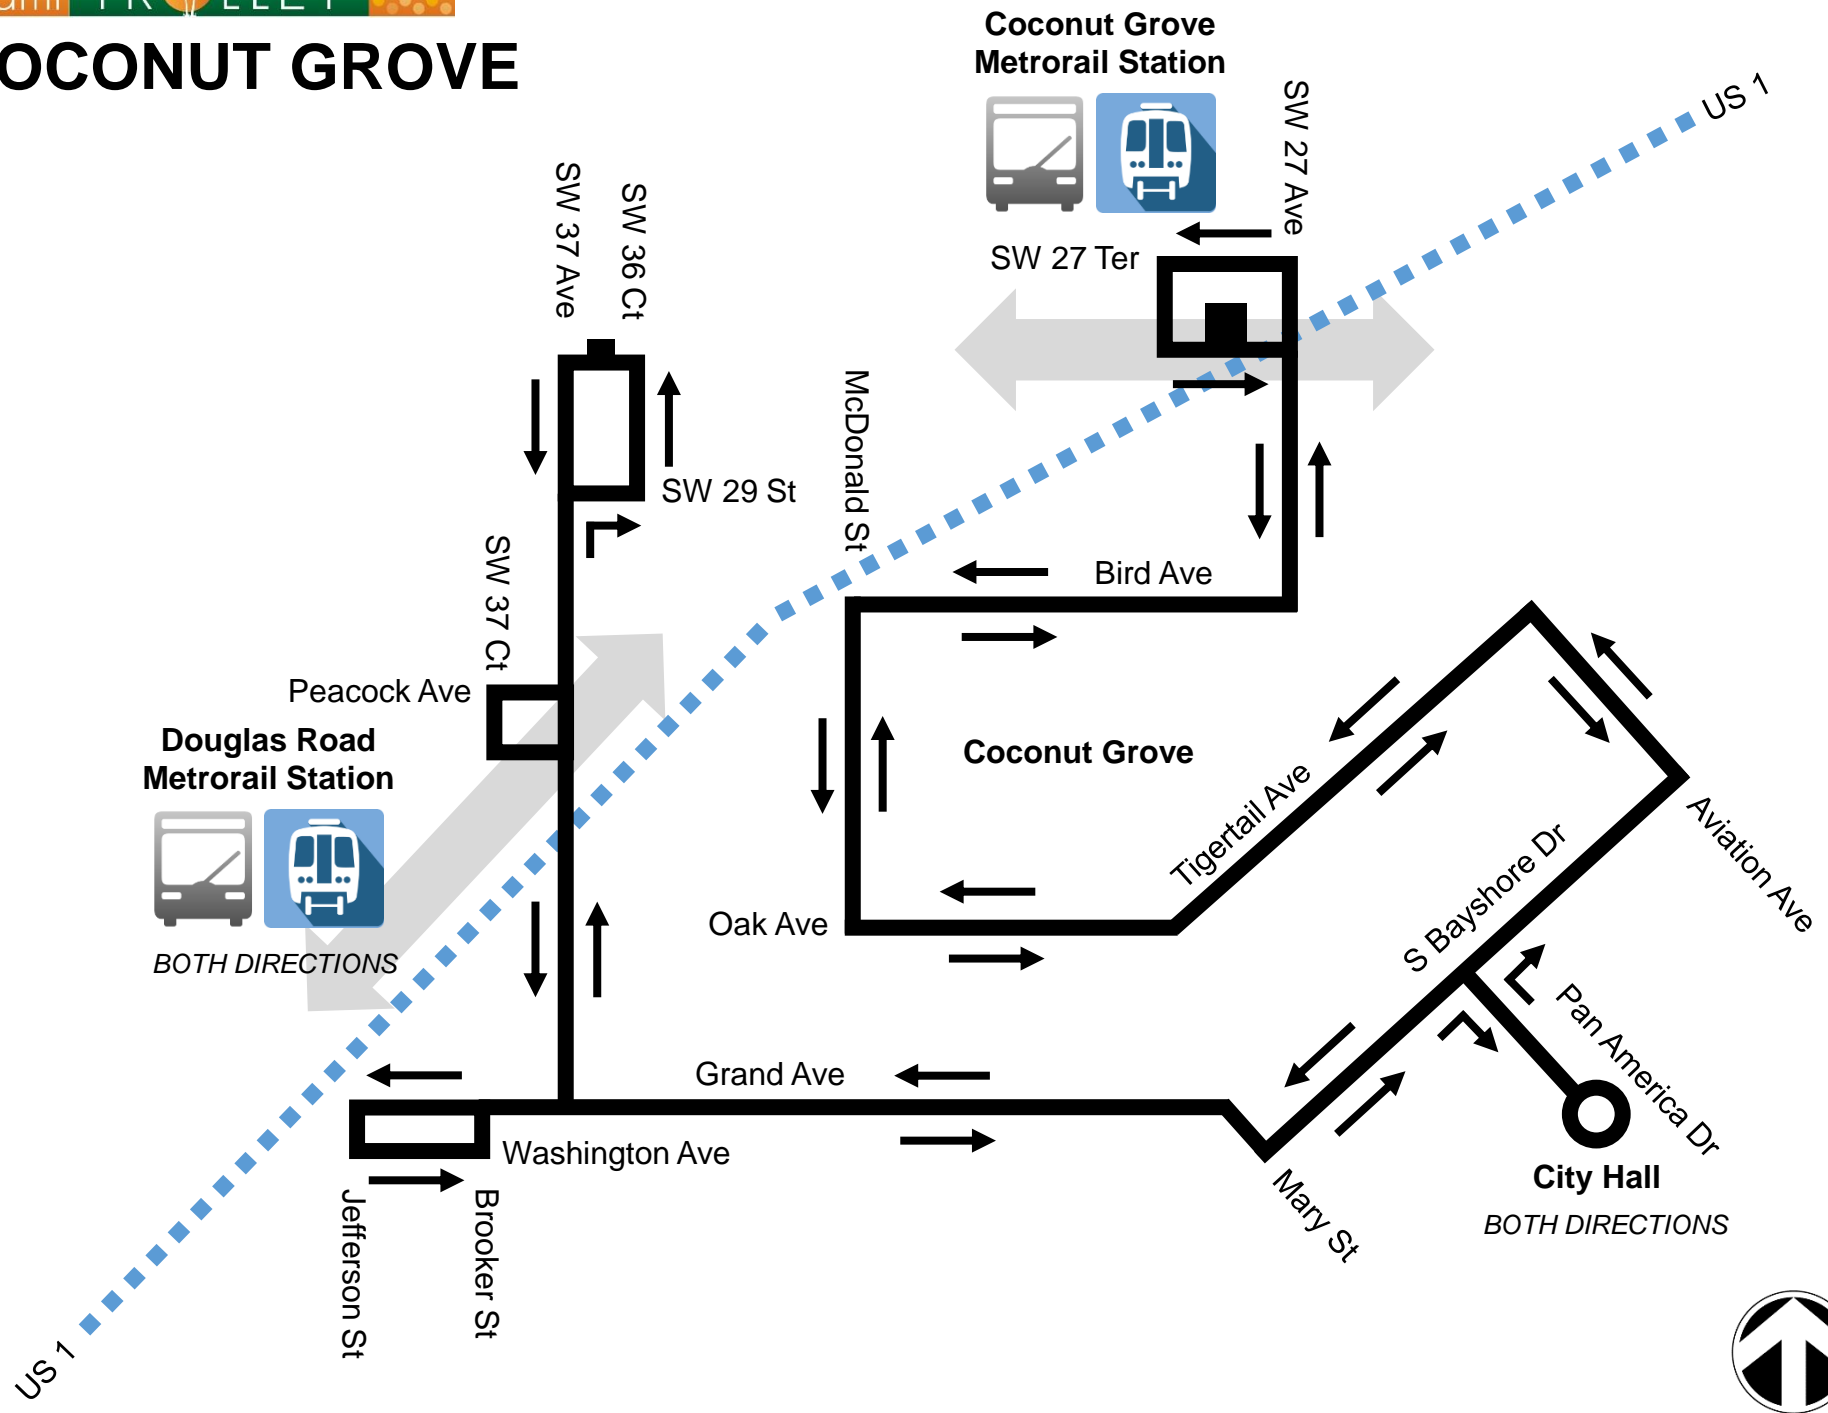 OCONUT GROVE
Coconut Grove
Metrorail Station
US 1
SW 27 Ave
SW 37 Ave
SW 36 Ct
SW 27 Ter
McDonald St
SW 29 St
SW 37 Ct
Bird Ave
Peacock Ave
Douglas Road
Metrorail Station
BOTH DIRECTIONS
Coconut Grove
Tigertail Ave
Aviation Ave
S Bayshore Dr
Oak Ave
Pan America Dr
Grand Ave
Washington Ave
City Hall
BOTH DIRECTIONS
Mary St
Jefferson St
Brooker St
US 1